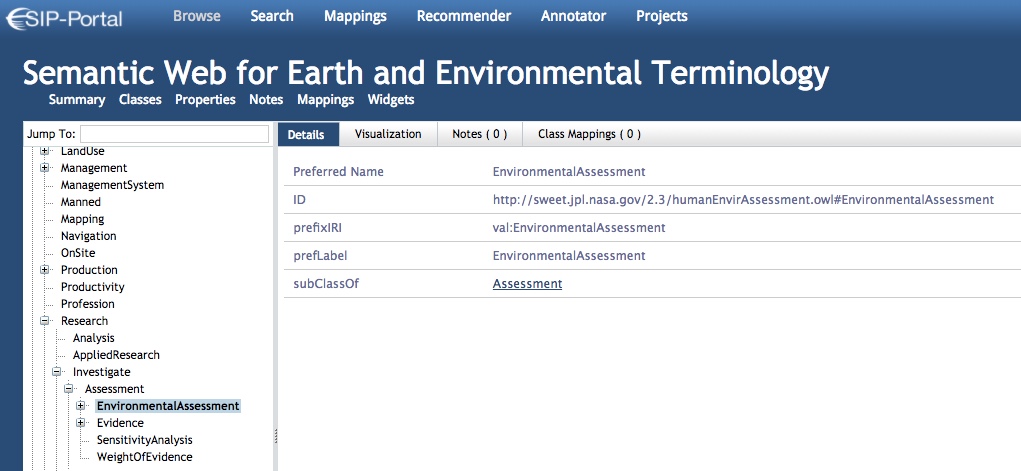 ESIP-Portal Browse Search Mappings Recommender Annotator Projects
Semantic Web for Earth and Environmental Terminology
Summary Classes Properties Notes Mappings Widgets
Jump To:
LandUse
Management
ManagementSystem
Manned
Mapping
Navigation
OnSite
Production
Productivity
Profession
Research
Analysis
AppliedResearch
Investigate
Assessment
EnvironmentalAssessment
Evidence
SensitivityAnalysis
WeightOfEvidence
Details Visualization Notes ( 0 ) Class Mappings ( 0 )
Preferred Name EnvironmentalAssessment
ID http://sweet.jpl.nasa.gov/2.3/humanEnvirAssessment.owl#EnvironmentalAssessment
prefixIRI val:EnvironmentalAssessment
prefLabel EnvironmentalAssessment
subClassOf Assessment